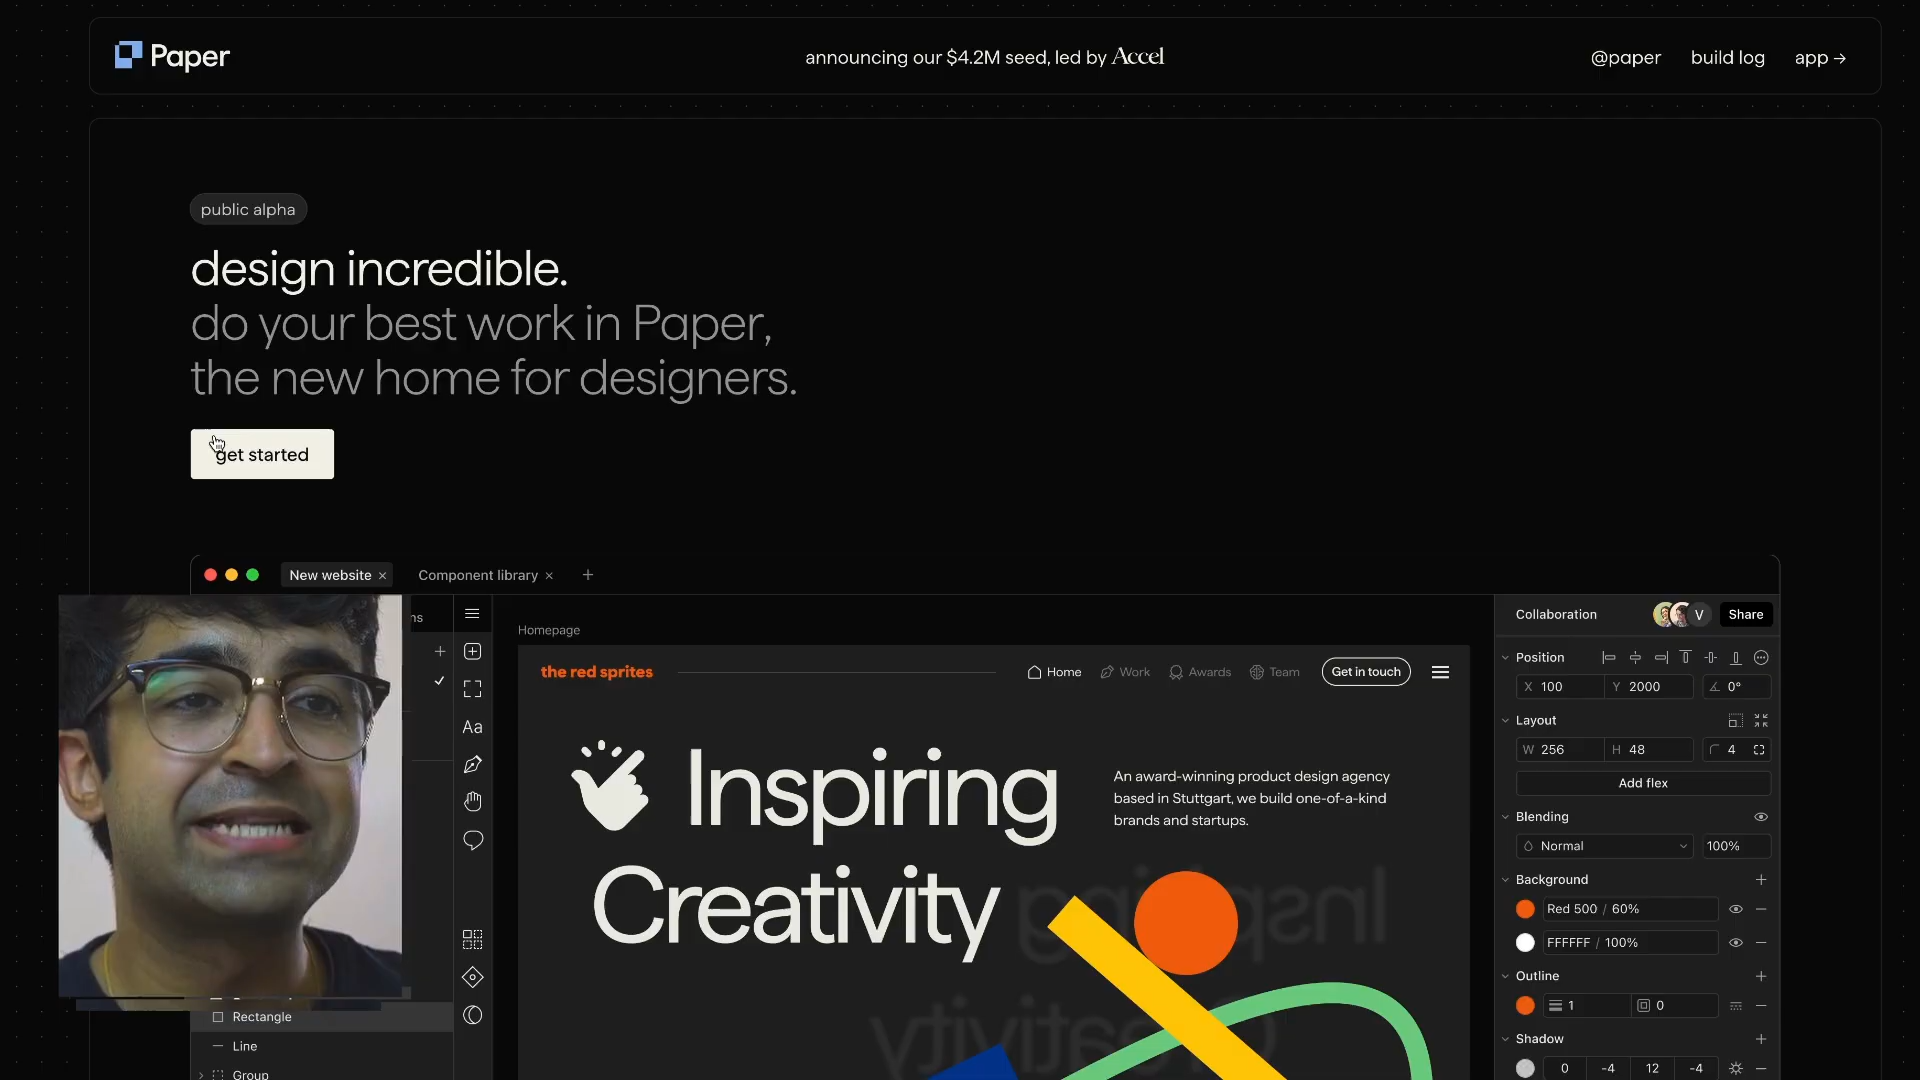 Paper
announcing our $4.2M seed, led by Accel
@paper
build log
app →
public alpha
design incredible.
do your best work in Paper,
the new home for designers.
get started
New website ×
Component library ×
+
ns
Homepage
the red sprites
Home
Work
Awards
Team
Get in touch
Aa
Inspiring
Creativity
An award-winning product design agency
based in Stuttgart, we build one-of-a-kind
brands and startups.
Inspiring
Creativity
Rectangle
Line
Group
Collaboration
V
Share
Position
X 100
Y 2000
0°
Layout
W 256
H 48
4
Add flex
Blending
Normal
100%
Background
Red 500 / 60%
FFFFFF / 100%
Outline
1
0
Shadow
0
-4
12
-4